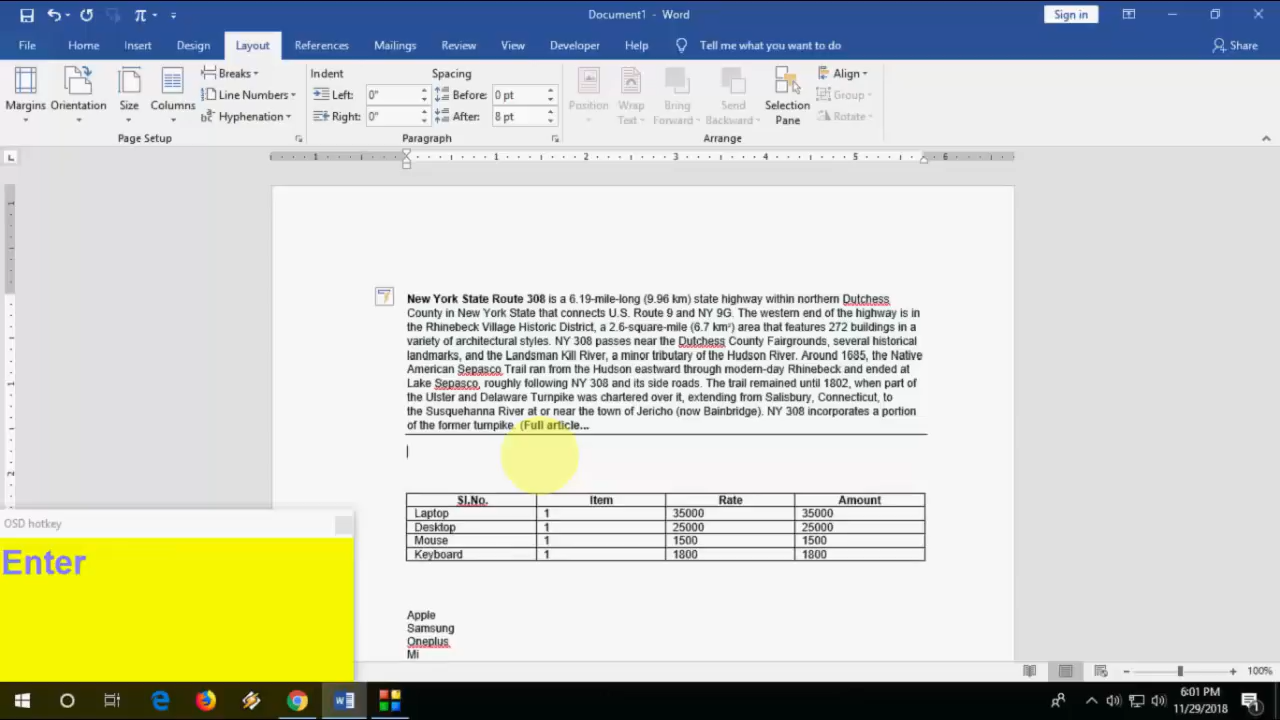 Document1 - Word
Sign in
File Home Insert Design Layout References Mailings Review View Developer Help Tell me what you want to do Share
Margins Orientation Size Columns
Breaks
Line Numbers
Hyphenation
Page Setup
Indent Spacing
Left: 0" Before: 0 pt
Right: 0" After: 8 pt
Paragraph
Position Wrap Text Bring Forward Send Backward Selection Pane
Align
Group
Rotate
Arrange
1 1 2 3 4 5 6
New York State Route 308 is a 6.19-mile-long (9.96 km) state highway within northern Dutchess
County in New York State that connects U.S. Route 9 and NY 9G. The western end of the highway is in
the Rhinebeck Village Historic District, a 2.6-square-mile (6.7 km²) area that features 272 buildings in a
variety of architectural styles. NY 308 passes near the Dutchess County Fairgrounds, several historical
landmarks, and the Landsman Kill River, a minor tributary of the Hudson River. Around 1685, the Native
American Sepasco Trail ran from the Hudson eastward through modern-day Rhinebeck and ended at
Lake Sepasco, roughly following NY 308 and its side roads. The trail remained until 1802, when part of
the Ulster and Delaware Turnpike was chartered over it, extending from Salisbury, Connecticut, to
the Susquehanna River at or near the town of Jericho (now Bainbridge). NY 308 incorporates a portion
of the former turnpike. (Full article...
Sl.No. Item Rate Amount
Laptop 1 35000 35000
Desktop 1 25000 25000
Mouse 1 1500 1500
Keyboard 1 1800 1800
Apple
Samsung
Oneplus
Mi
OSD hotkey
Enter
100%
6:01 PM
11/29/2018